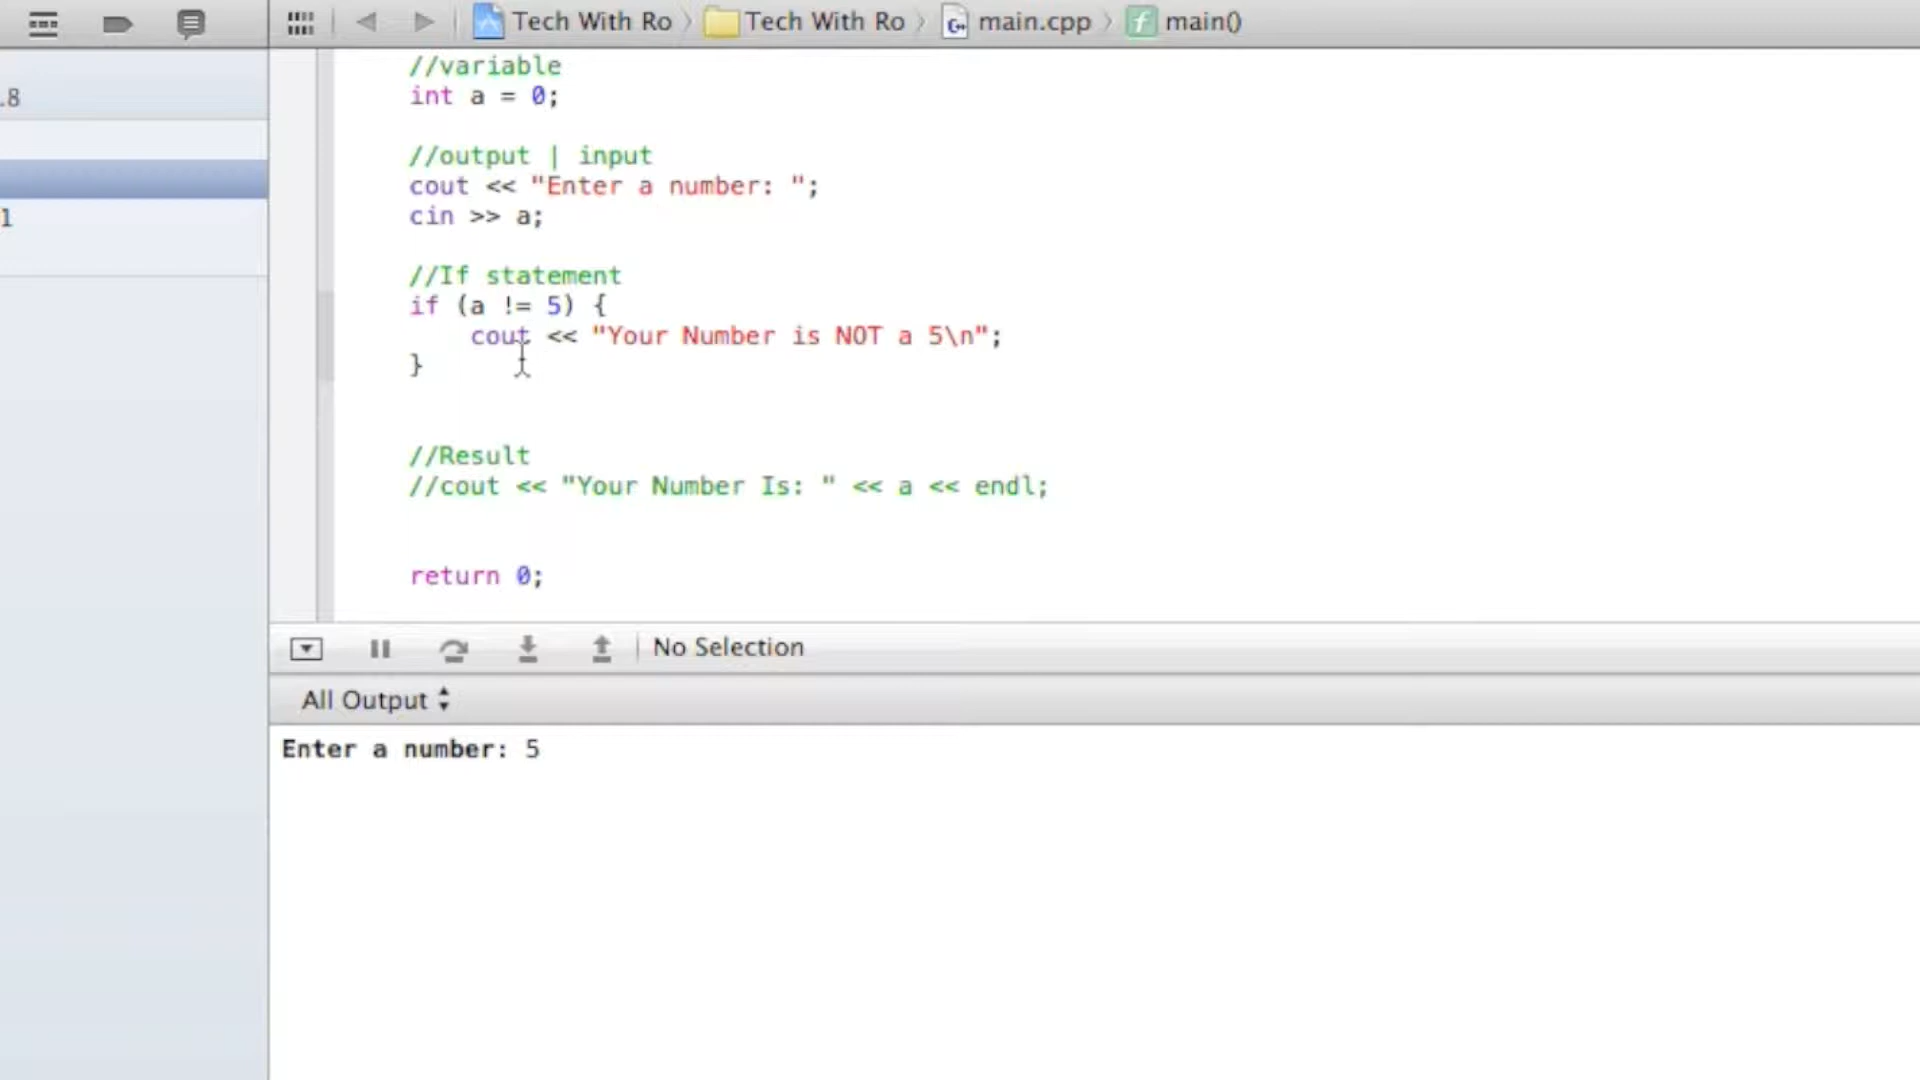 Tech With Ro Tech With Ro main.cpp main()
.8
1
//variable
int a = 0;
//output | input
cout << "Enter a number: ";
cin >> a;
//If statement
if (a != 5) {
cout << "Your Number is NOT a 5\n";
}
//Result
//cout << "Your Number Is: " << a << endl;
return 0;
No Selection
All Output
Enter a number: 5